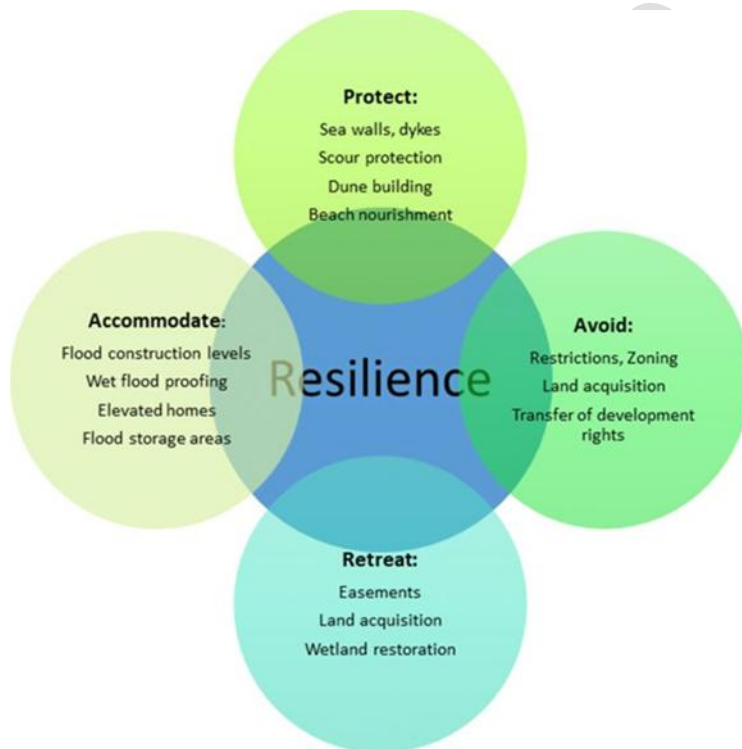 Protect:
Sea walls, dykes
Scour protection
Dune building
Beach nourishment
Accommodate:
Flood construction levels
Wet flood proofing
Elevated homes
Flood storage areas
Resilience
Avoid:
Restrictions, Zoning
Land acquisition
Transfer of development
rights
Retreat:
Easements
Land acquisition
Wetland restoration